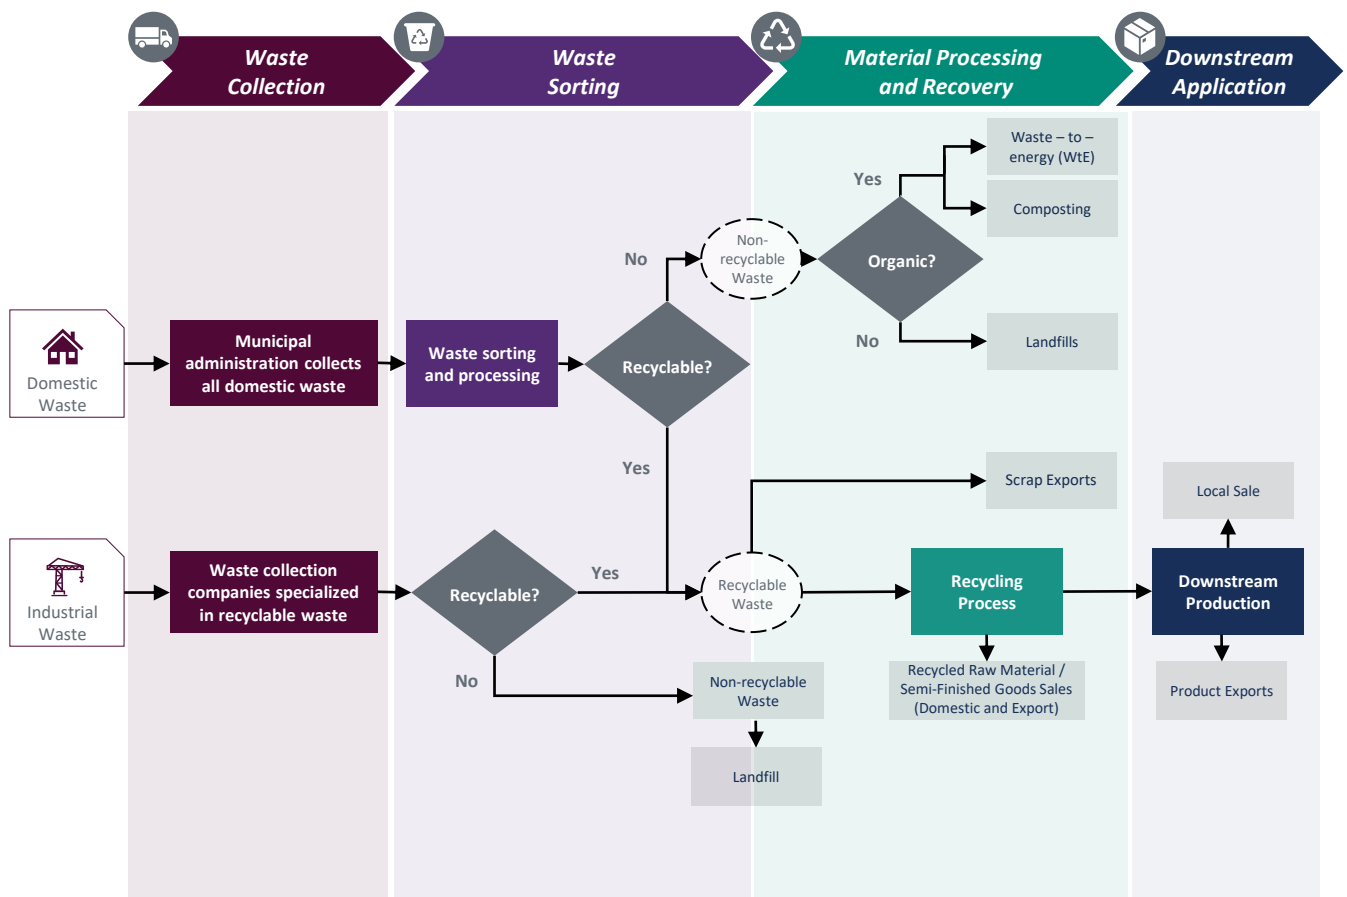 Waste
Collection
Waste
Sorting
Material Processing
and Recovery
Downstream
Application
Waste – to –
energy (WtE)
Yes
Composting
No
Non-
recyclable
Waste
Organic?
No
Landfills
Domestic
Waste
Municipal
administration collects
all domestic waste
Waste sorting
and processing
Recyclable?
Yes
Scrap Exports
Local Sale
Industrial
Waste
Waste collection
companies specialized
in recyclable waste
Recyclable?
Yes
Recyclable
Waste
Recycling
Process
Downstream
Production
No
Non-recyclable
Waste
Recycled Raw Material /
Semi-Finished Goods Sales
(Domestic and Export)
Product Exports
Landfill